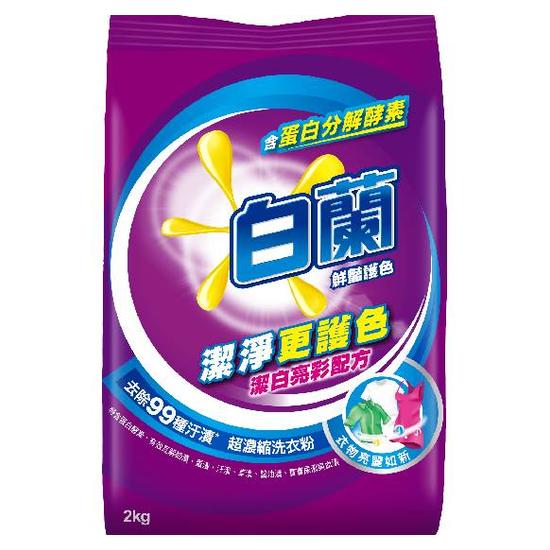 含蛋白分解酵素
白蘭
鮮豔護色
潔淨更護色
潔白亮彩配方
去除99種汙漬*
超濃縮洗衣粉
衣物亮麗如新
2kg